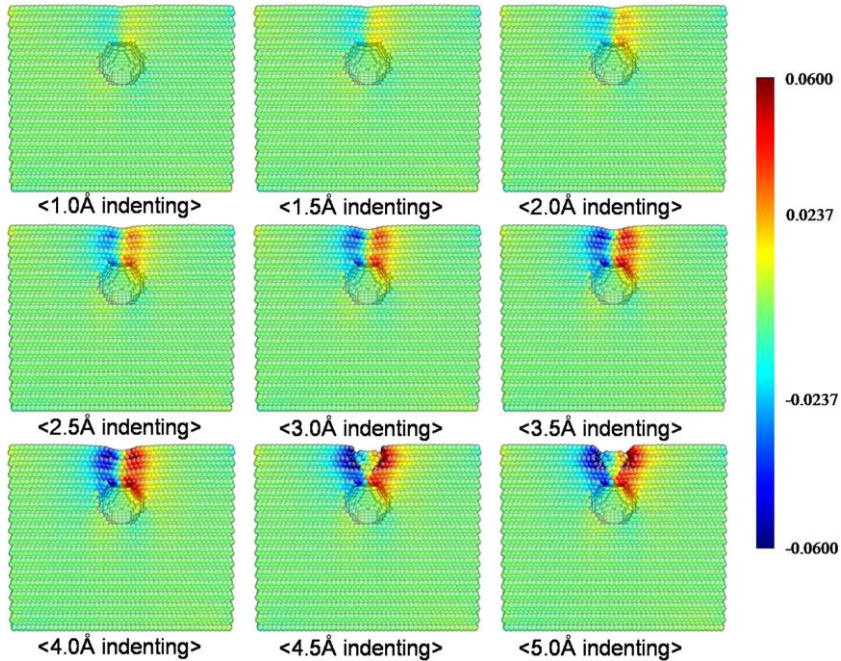 <1.0Å indenting>
<1.5Å indenting>
<2.0Å indenting>
<2.5Å indenting>
<3.0Å indenting>
<3.5Å indenting>
<4.0Å indenting>
<4.5Å indenting>
<5.0Å indenting>
0.0600
0.0237
-0.0237
-0.0600